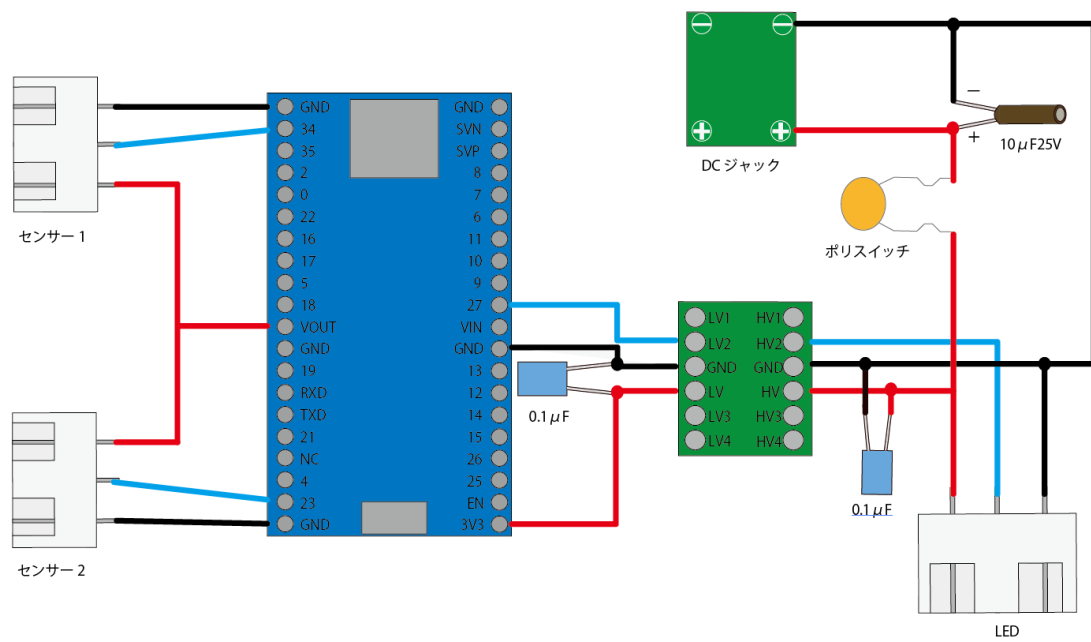 センサー 1
センサー 2
GND
34
35
2
0
22
16
17
5
18
VOUT
GND
19
RXD
TXD
21
NC
4
23
GND
GND
SVN
SVP
8
7
6
11
10
9
27
VIN
GND
13
12
14
15
26
25
EN
3V3
0.1μF
LV1
LV2
GND
LV
LV3
LV4
HV1
HV2
GND
HV
HV3
HV4
DC ジャック
−
+
10μF25V
ポリスイッチ
0.1μF
LED